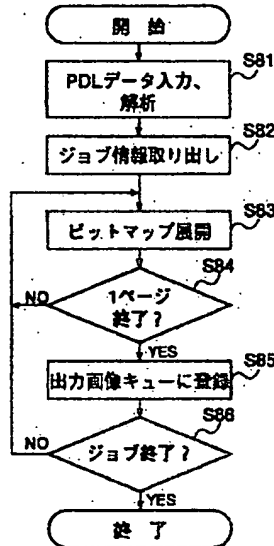 開 始
S81
PDLデータ入力、
解析
S82
ジョブ情報取り出し
S83
ビットマップ展開
S84
1ページ
終了?
NO
YES
S85
出力画像キューに登録
S86
ジョブ終了?
NO
YES
終 了